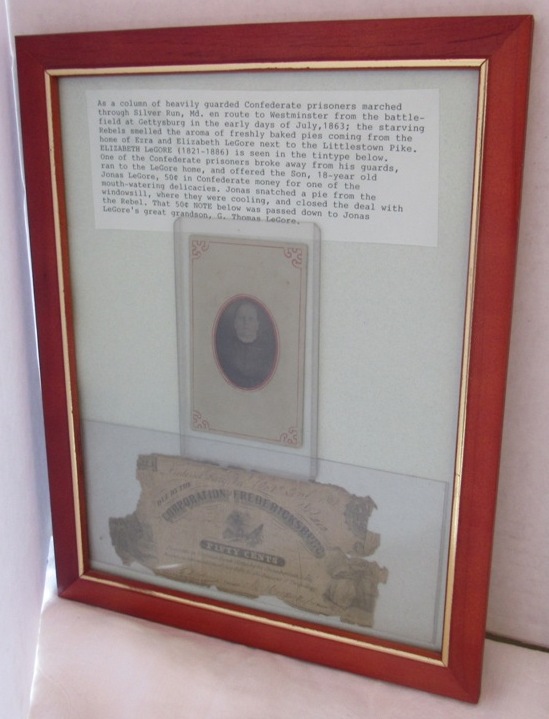 As a column of heavily guarded Confederate prisoners marched
through Silver Run, Md. en route to Westminster from the battle-
field at Gettysburg in the early days of July,1863; the starving
Rebels smelled the aroma of freshly baked pies coming from the
home of Ezra and Elizabeth LeGore next to the Littlestown Pike.
ELIZABETH LeGORE (1821-1886) is seen in the tintype below.
One of the Confederate prisoners broke away from his guards,
ran to the LeGore home, and offered the Son, 18-year old
Jonas LeGore, 50¢ in Confederate money for one of the
mouth-watering delicacies. Jonas snatched a pie from the
windowsill, where they were cooling, and closed the deal with
the Rebel. That 50¢ NOTE below was passed down to Jonas
LeGore's great grandson, G. Thomas LeGore.
CORPORATION FREDERICKSBURG
FIFTY CENTS